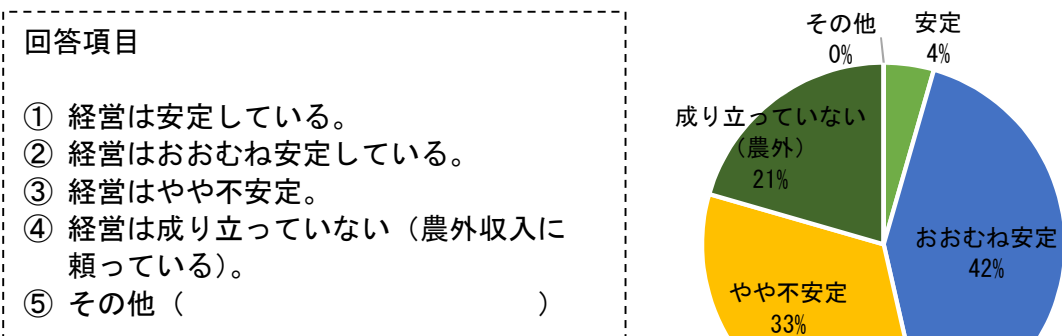 回答項目
① 経営は安定している。
② 経営はおおむね安定している。
③ 経営はやや不安定。
④ 経営は成り立っていない（農外収入に
頼っている）。
⑤ その他（　　　　　　　　　　　　　）
その他
0%
安定
4%
成り立っていない
（農外）
21%
おおむね安定
42%
やや不安定
33%